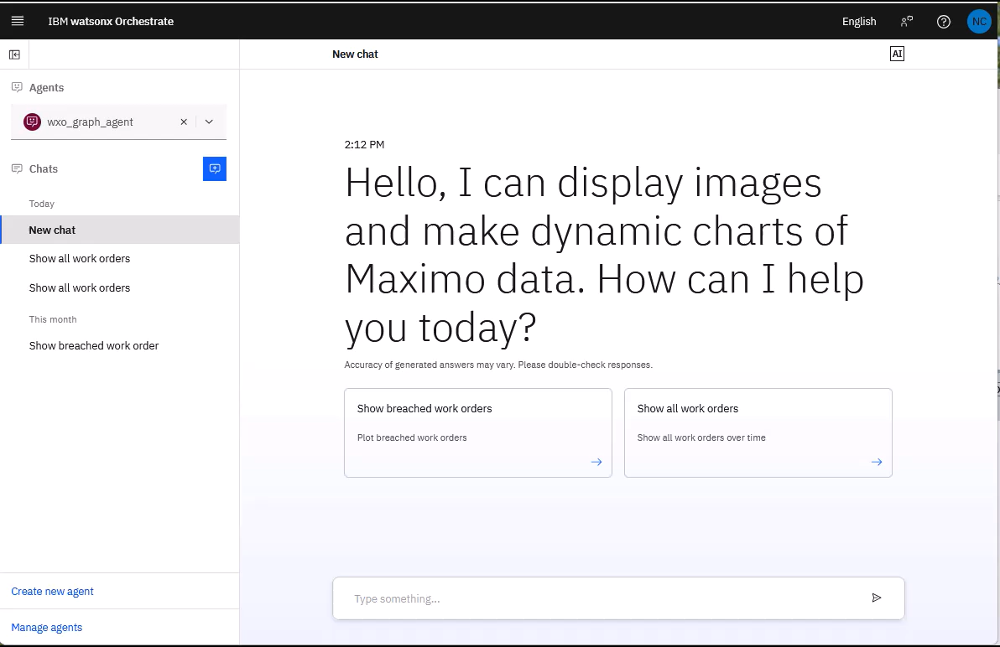 IBM watsonx Orchestrate
English
NC
New chat
AI
Agents
wxo_graph_agent
Chats
Today
New chat
Show all work orders
Show all work orders
This month
Show breached work order
Create new agent
Manage agents
2:12 PM
Hello, I can display images
and make dynamic charts of
Maximo data. How can I help
you today?
Accuracy of generated answers may vary. Please double-check responses.
Show breached work orders
Plot breached work orders
Show all work orders
Show all work orders over time
Type something...